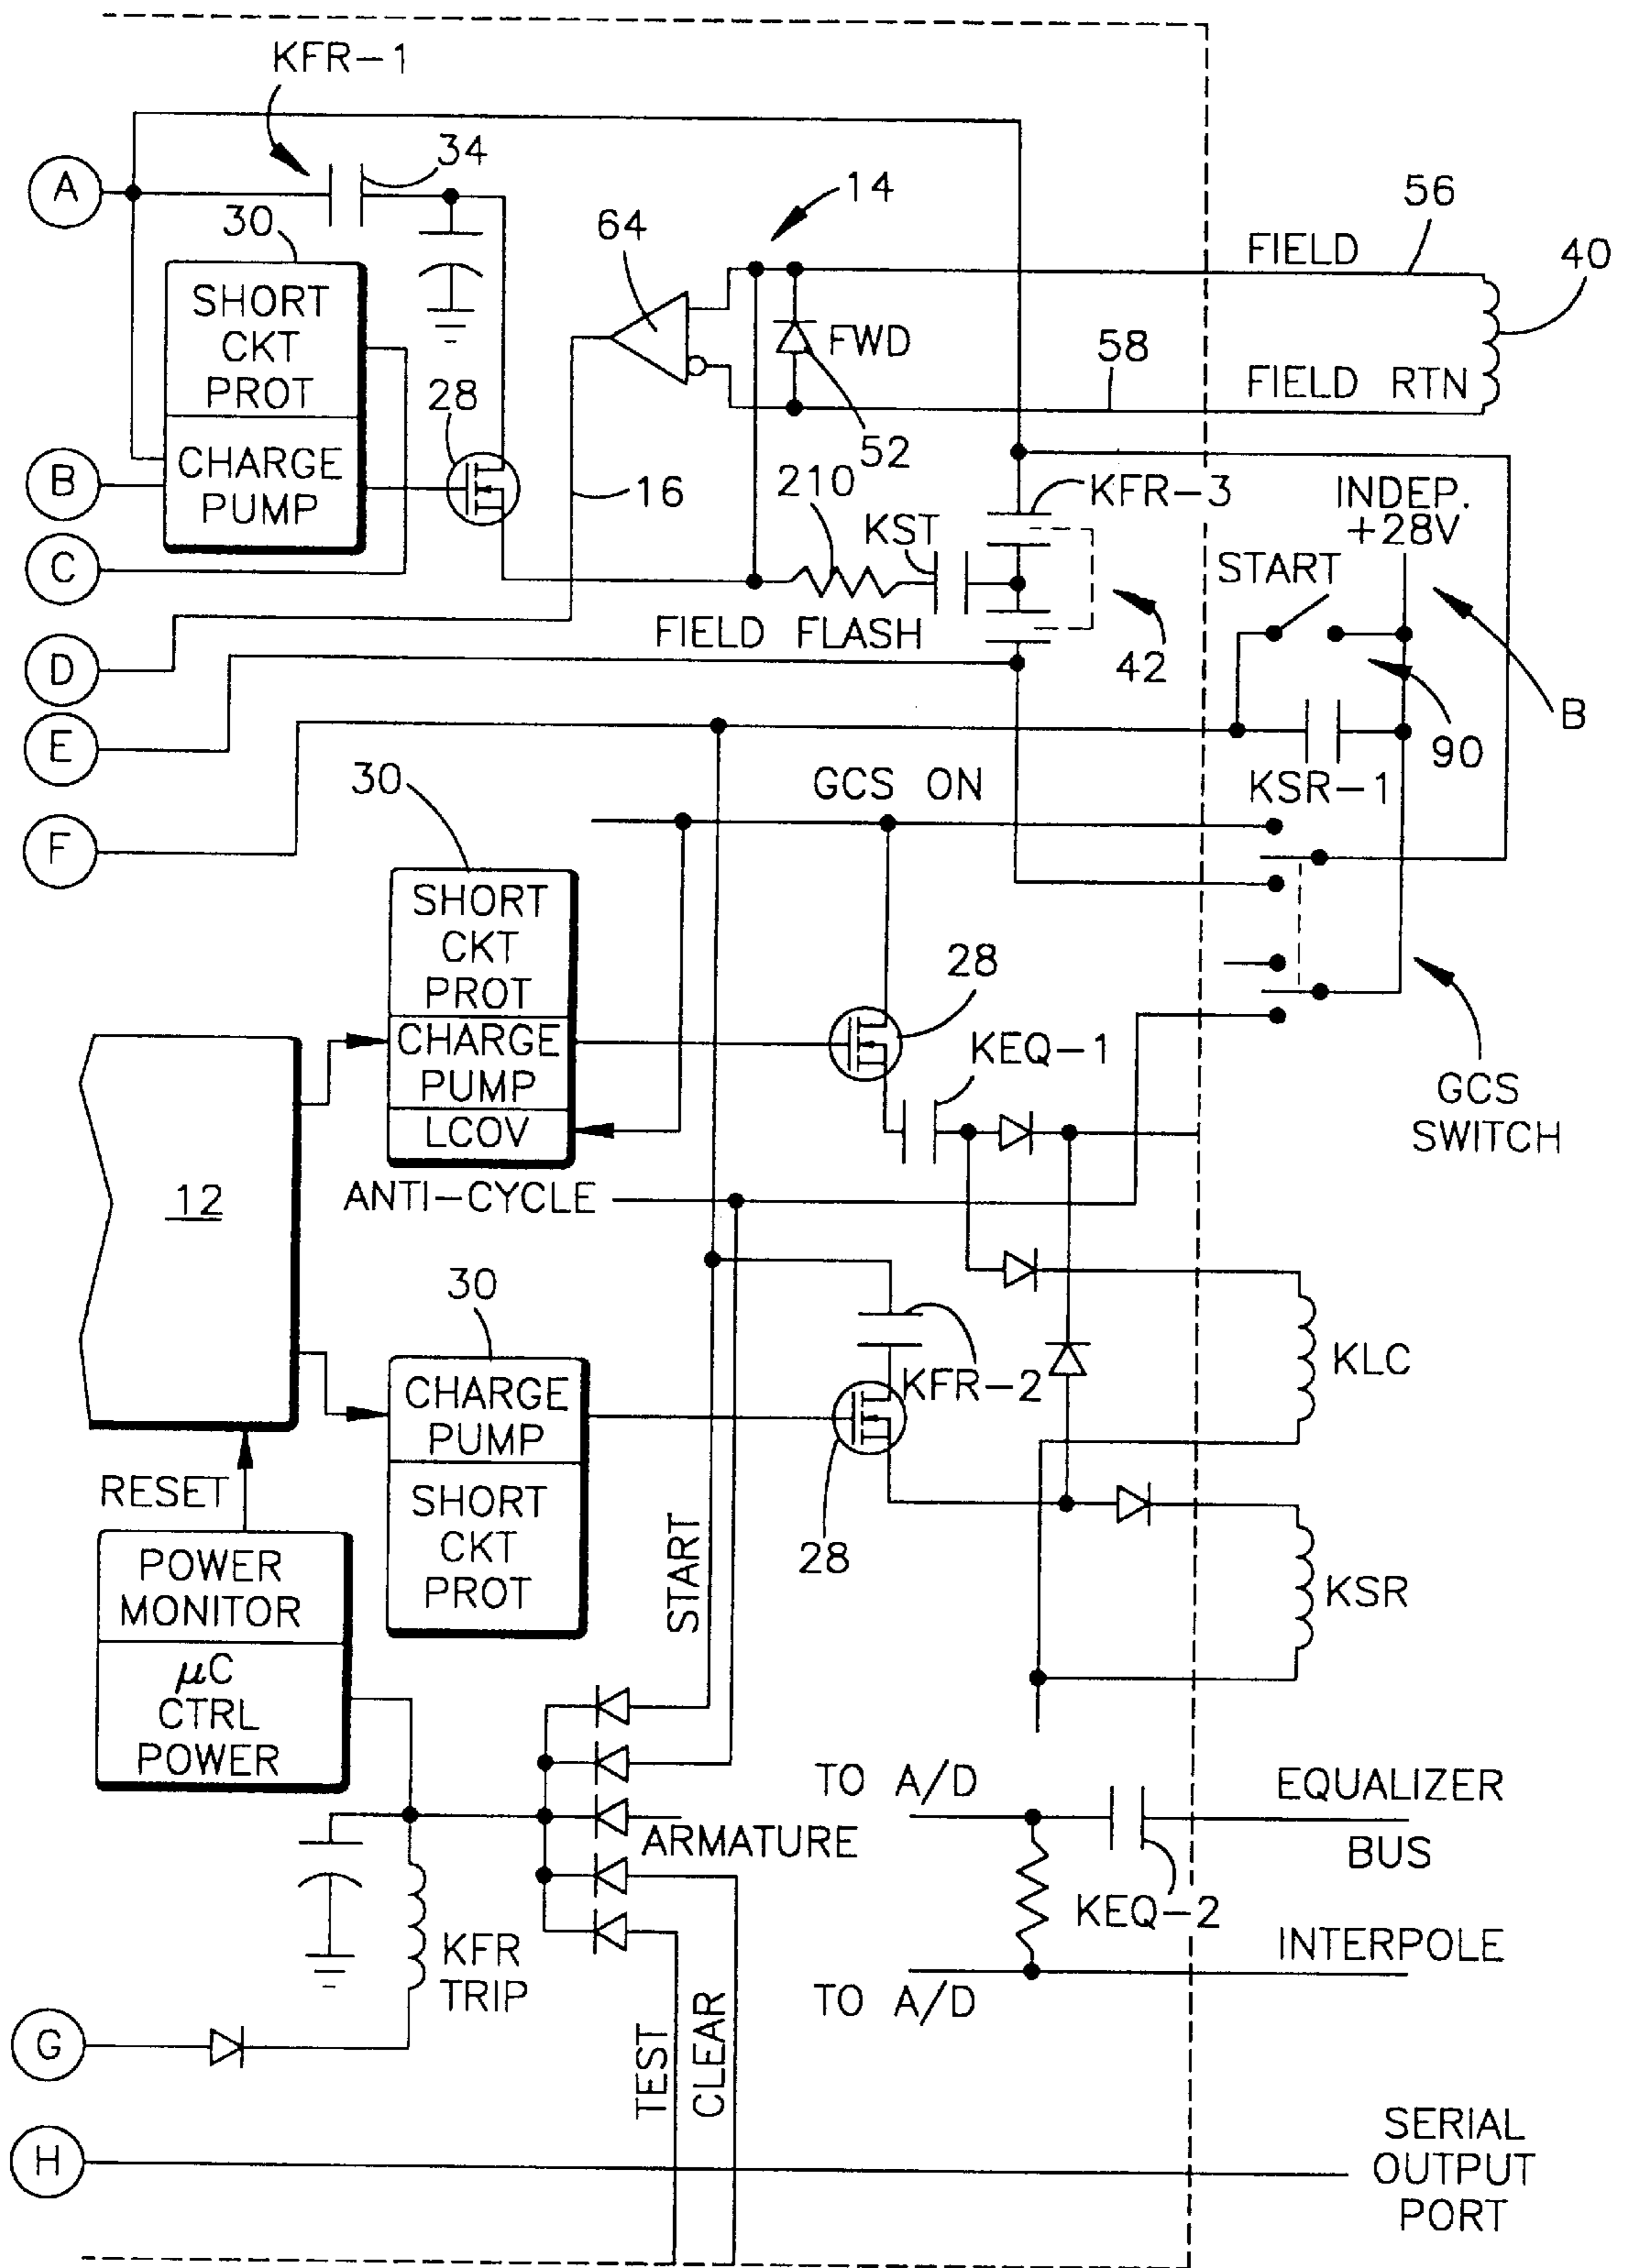 KFR-1
A
34
30
SHORT
CKT
PROT
CHARGE
PUMP
B
C
28
64
14
FWD
52
16
210
KST
KFR-3
FIELD
56
40
58
FIELD RTN
INDEP.
+28V
START
FIELD FLASH
42
B
90
D
E
F
KSR-1
GCS ON
30
SHORT
CKT
PROT
CHARGE
PUMP
LCOV
28
KEQ-1
GCS
SWITCH
12
ANTI-CYCLE
30
CHARGE
PUMP
SHORT
CKT
PROT
KFR-2
28
KLC
KSR
RESET
POWER
MONITOR
µC
CTRL
POWER
START
ARMATURE
TO A/D
EQUALIZER
BUS
KEQ-2
INTERPOLE
TO A/D
KFR
TRIP
G
TEST
CLEAR
H
SERIAL
OUTPUT
PORT